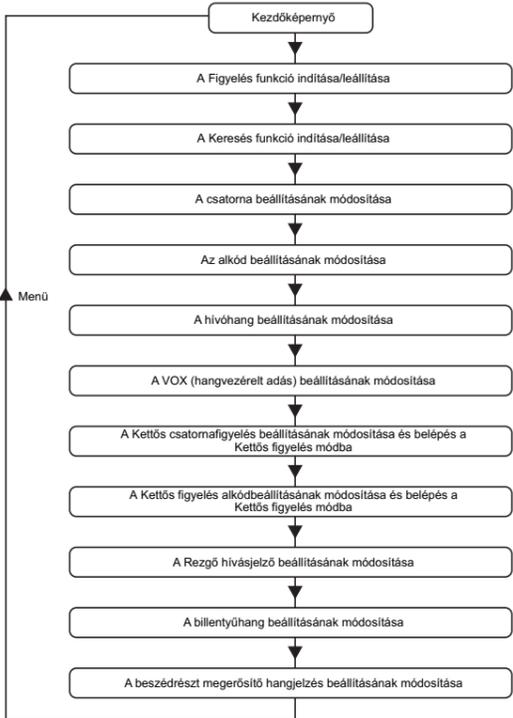 Kezdőképernyő
A Figyelés funkció indítása/leállítása
A Keresés funkció indítása/leállítása
A csatorna beállításának módosítása
Az alkód beállításának módosítása
Menü
A hívóhang beállításának módosítása
A VOX (hangvezérelt adás) beállításának módosítása
A Kettős csatornafigyelés beállításának módosítása és belépés a
Kettős figyelés módba
A Kettős figyelés alkódbeállításának módosítása és belépés a
Kettős figyelés módba
A Rezgő hívásjelző beállításának módosítása
A billentyűhang beállításának módosítása
A beszédrészt megerősítő hangjelzés beállításának módosítása